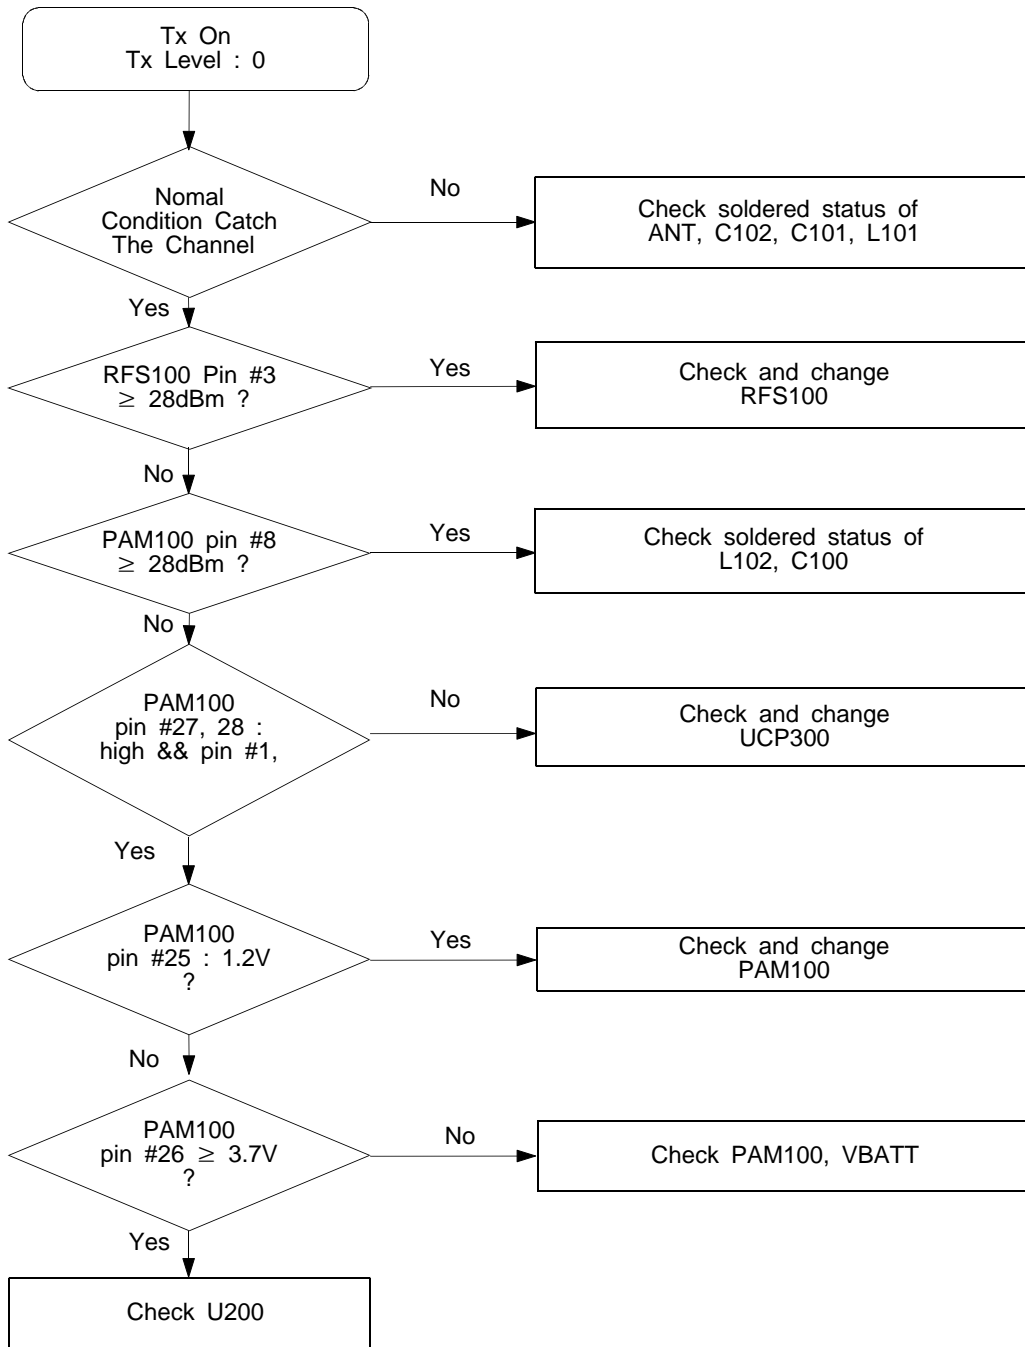 Tx On
Tx Level : 0
Nomal
Condition Catch
The Channel
No
Check soldered status of
ANT, C102, C101, L101
Yes
RFS100 Pin #3
≥ 28dBm ?
Yes
Check and change
RFS100
No
PAM100 pin #8
≥ 28dBm ?
Yes
Check soldered status of
L102, C100
No
PAM100
pin #27, 28 :
high && pin #1,
No
Check and change
UCP300
Yes
PAM100
pin #25 : 1.2V
?
Yes
Check and change
PAM100
No
PAM100
pin #26 ≥ 3.7V
?
No
Check PAM100, VBATT
Yes
Check U200